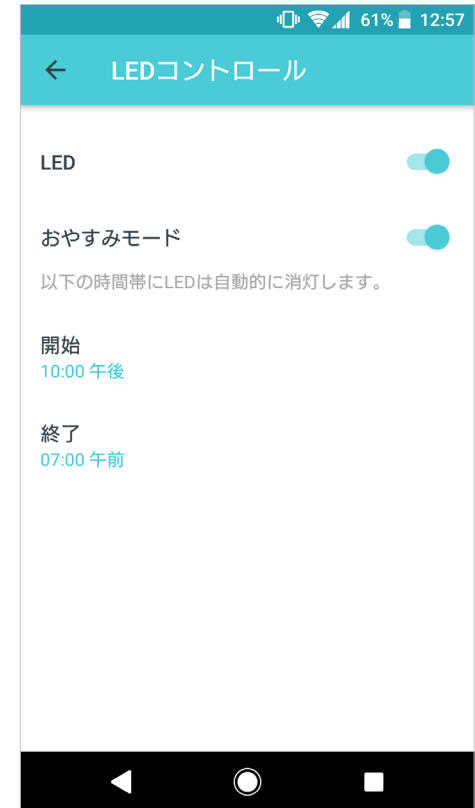 61% 12:57
LEDコントロール
LED
おやすみモード
以下の時間帯にLEDは自動的に消灯します。
開始
10:00 午後
終了
07:00 午前